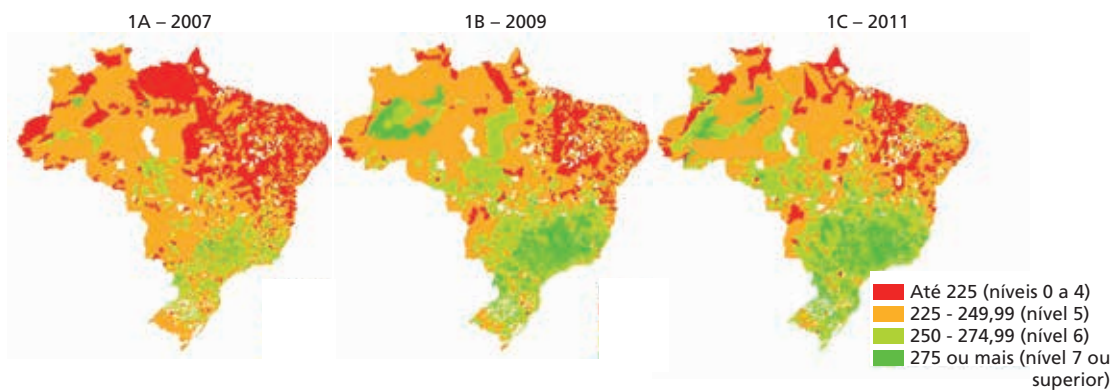 1A – 2007
1B – 2009
1C – 2011
Até 225 (níveis 0 a 4)
225 - 249,99 (nível 5)
250 - 274,99 (nível 6)
275 ou mais (nível 7 ou
superior)